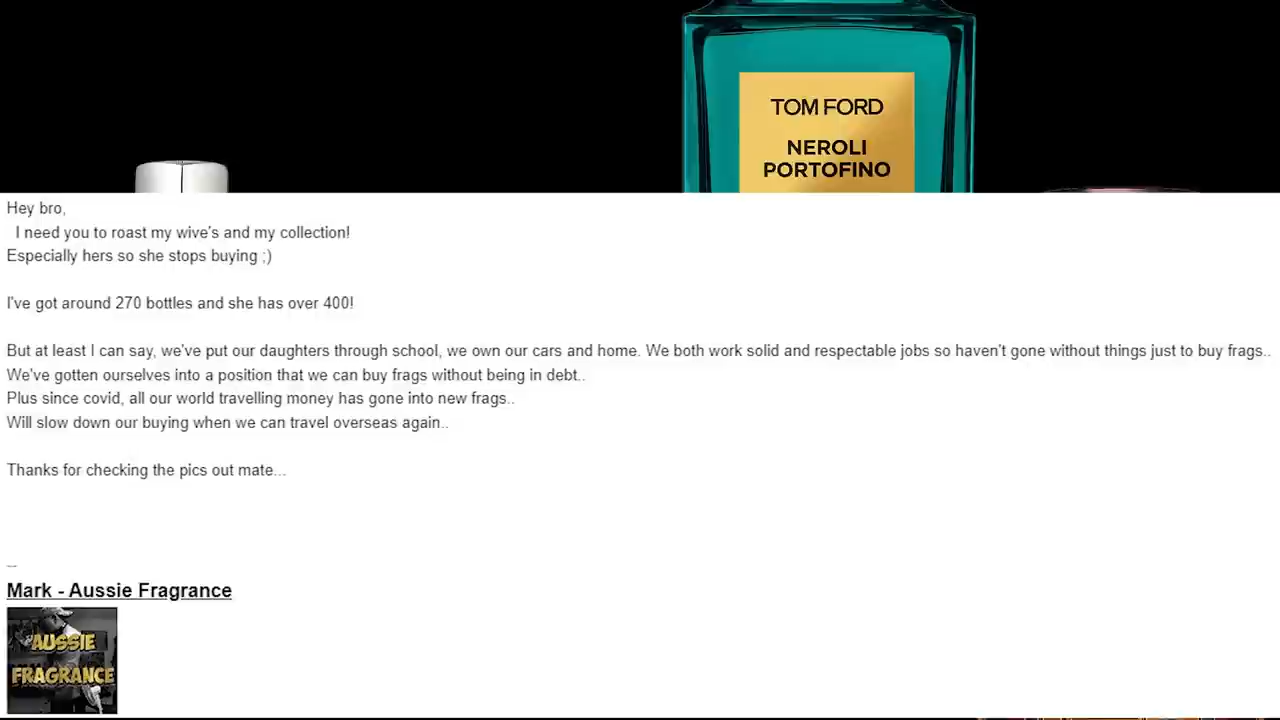 TOM FORD
NEROLI
PORTOFINO
Hey bro,
I need you to roast my wive's and my collection!
Especially hers so she stops buying ;)
I've got around 270 bottles and she has over 400!
But at least I can say, we've put our daughters through school, we own our cars and home. We both work solid and respectable jobs so haven't gone without things just to buy frags..
We've gotten ourselves into a position that we can buy frags without being in debt..
Plus since covid, all our world travelling money has gone into new frags..
Will slow down our buying when we can travel overseas again..
Thanks for checking the pics out mate...
--
Mark - Aussie Fragrance
AUSSIE
FRAGRANCE